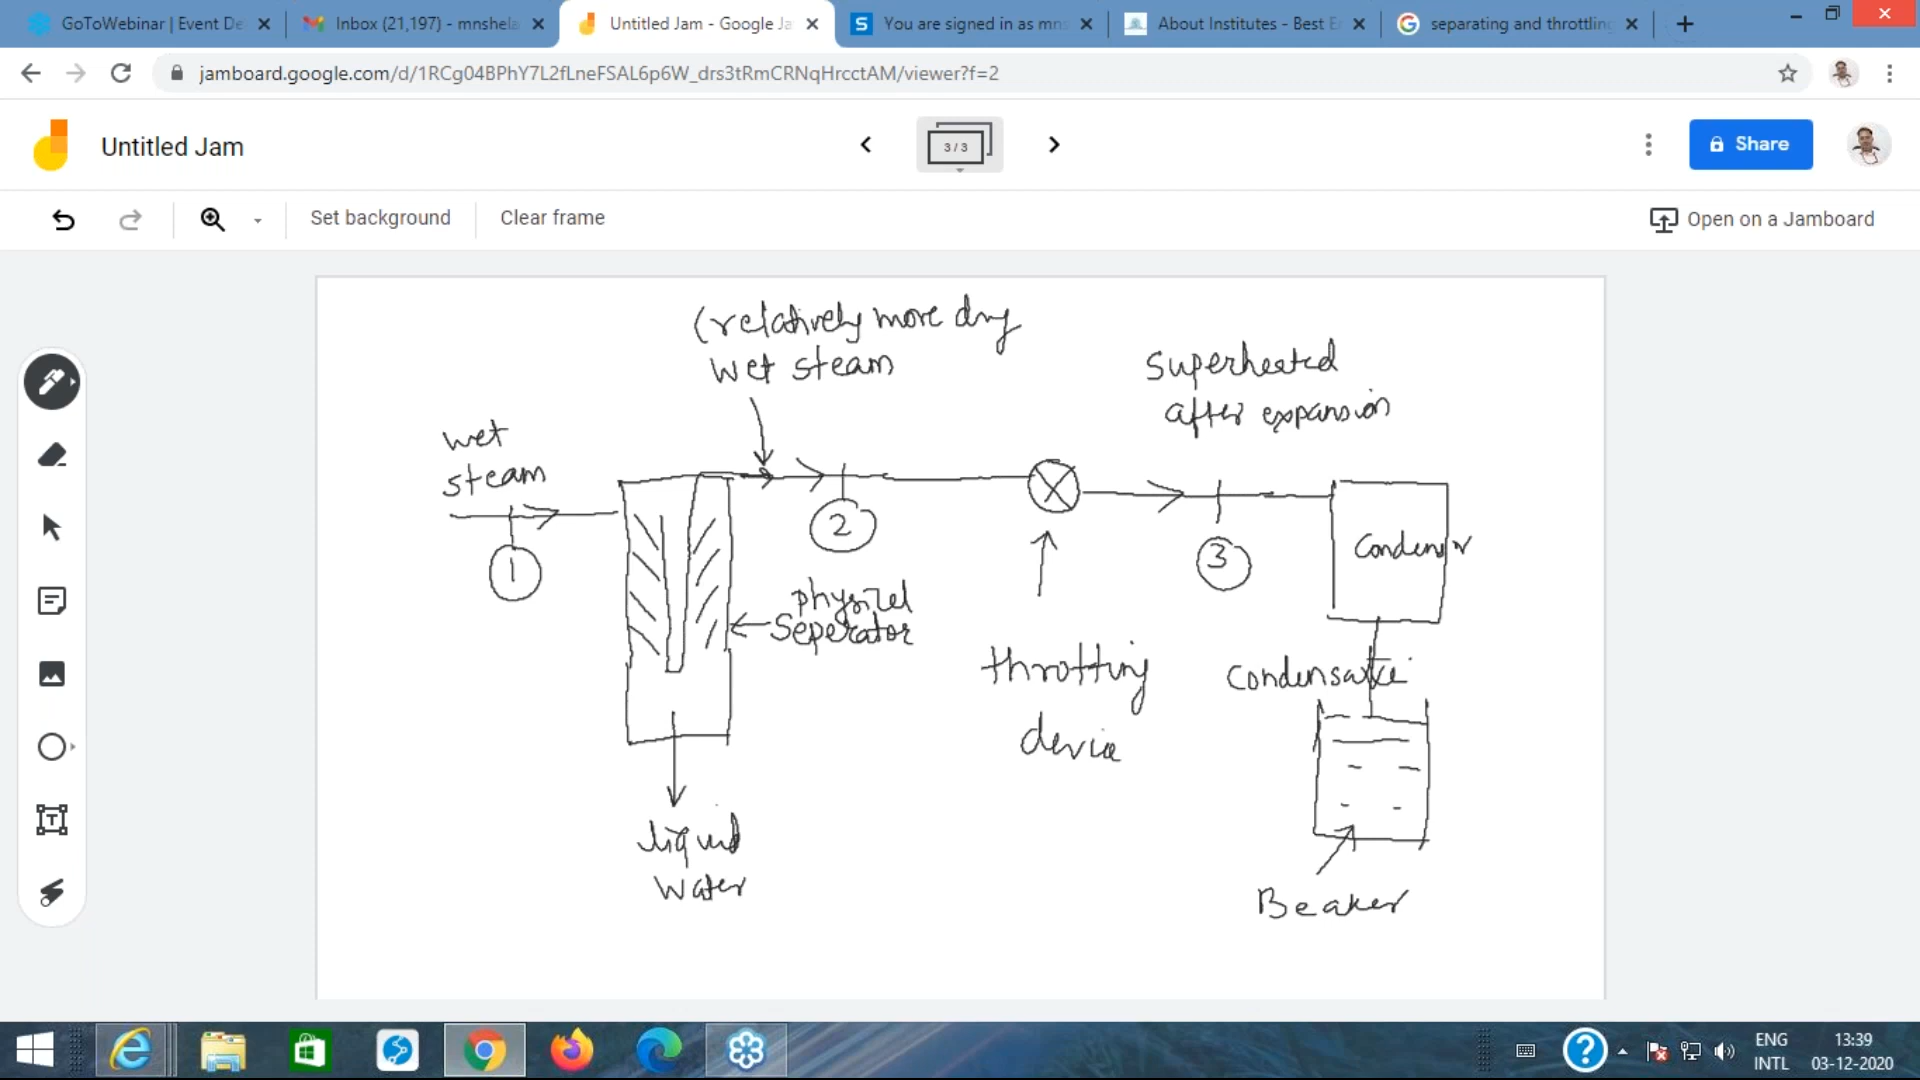 GoToWebinar | Event De
Inbox (21,197) - mnshela
Untitled Jam - Google Ja
You are signed in as mns
About Institutes - Best E
separating and throttling
jamboard.google.com/d/1RCg04BPhY7L2fLneFSAL6p6W_drs3tRmCRNqHrcctAM/viewer?f=2
Untitled Jam
3 / 3
Share
Set background
Clear frame
Open on a Jamboard
(relatively more dry
wet steam
superheated
after expansion
wet
steam
1
2
3
Condensor
physical
Seperator
throttling
device
Condensate
liquid
water
Beaker
ENG
INTL
13:39
03-12-2020